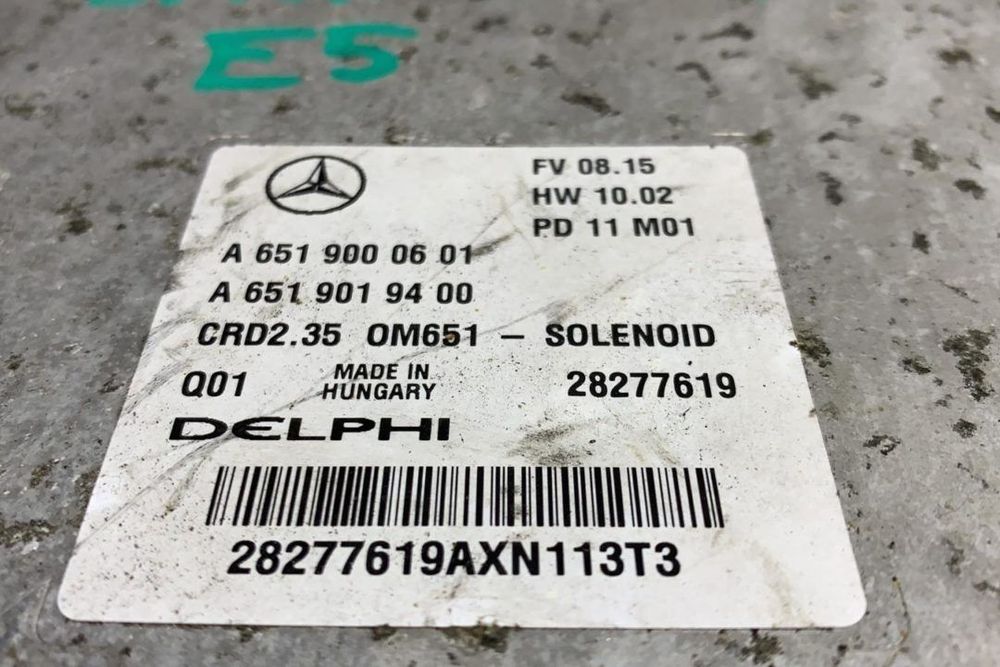 E5
FV 08.15
HW 10.02
PD 11 M01
A 651 900 06 01
A 651 901 94 00
CRD2.35 OM651 – SOLENOID
Q01 MADE IN HUNGARY 28277619
DELPHI
28277619AXN113T3